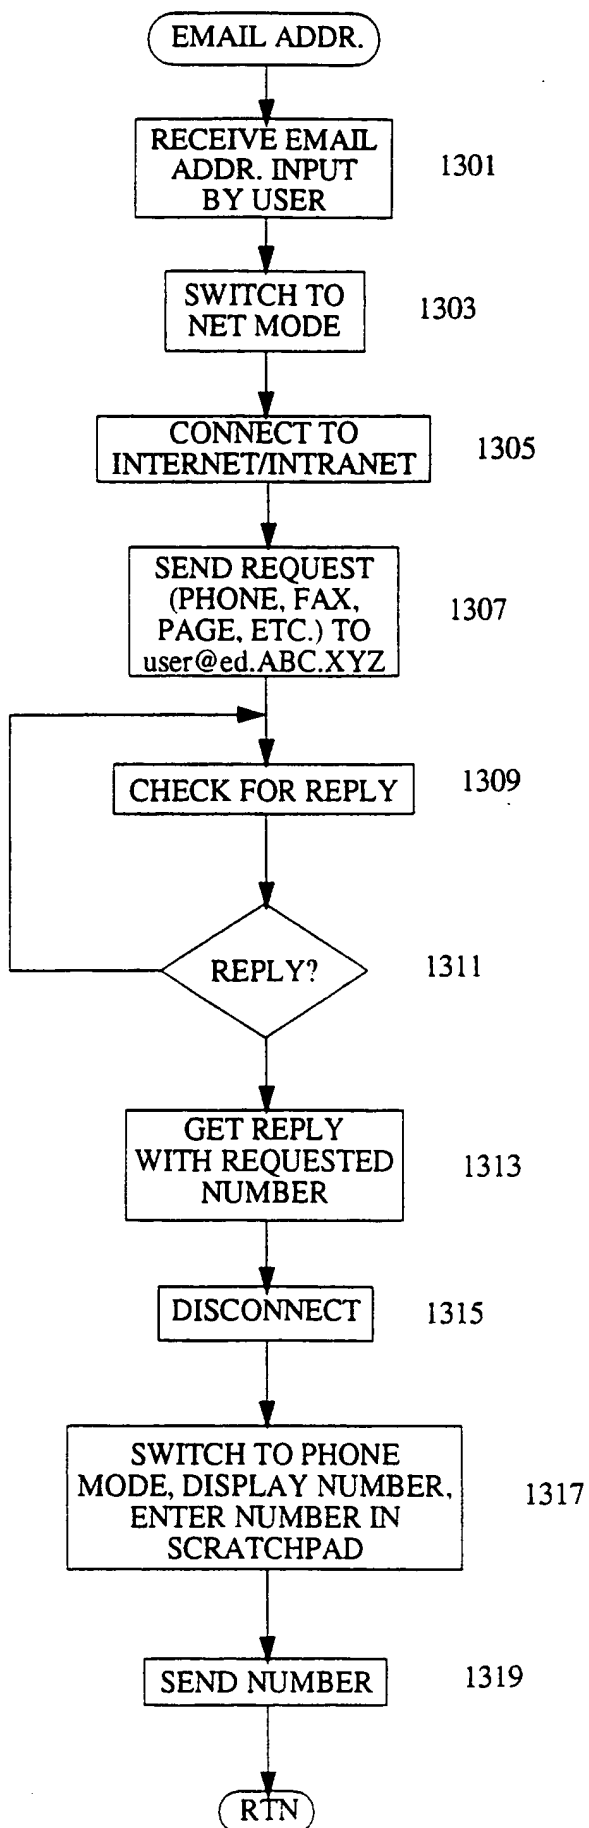 EMAIL ADDR.
RECEIVE EMAIL
ADDR. INPUT
BY USER
1301
SWITCH TO
NET MODE
1303
CONNECT TO
INTERNET/INTRANET
1305
SEND REQUEST
(PHONE, FAX,
PAGE, ETC.) TO
user@ed.ABC.XYZ
1307
CHECK FOR REPLY
1309
REPLY?
1311
GET REPLY
WITH REQUESTED
NUMBER
1313
DISCONNECT
1315
SWITCH TO PHONE
MODE, DISPLAY NUMBER,
ENTER NUMBER IN
SCRATCHPAD
1317
SEND NUMBER
1319
RTN